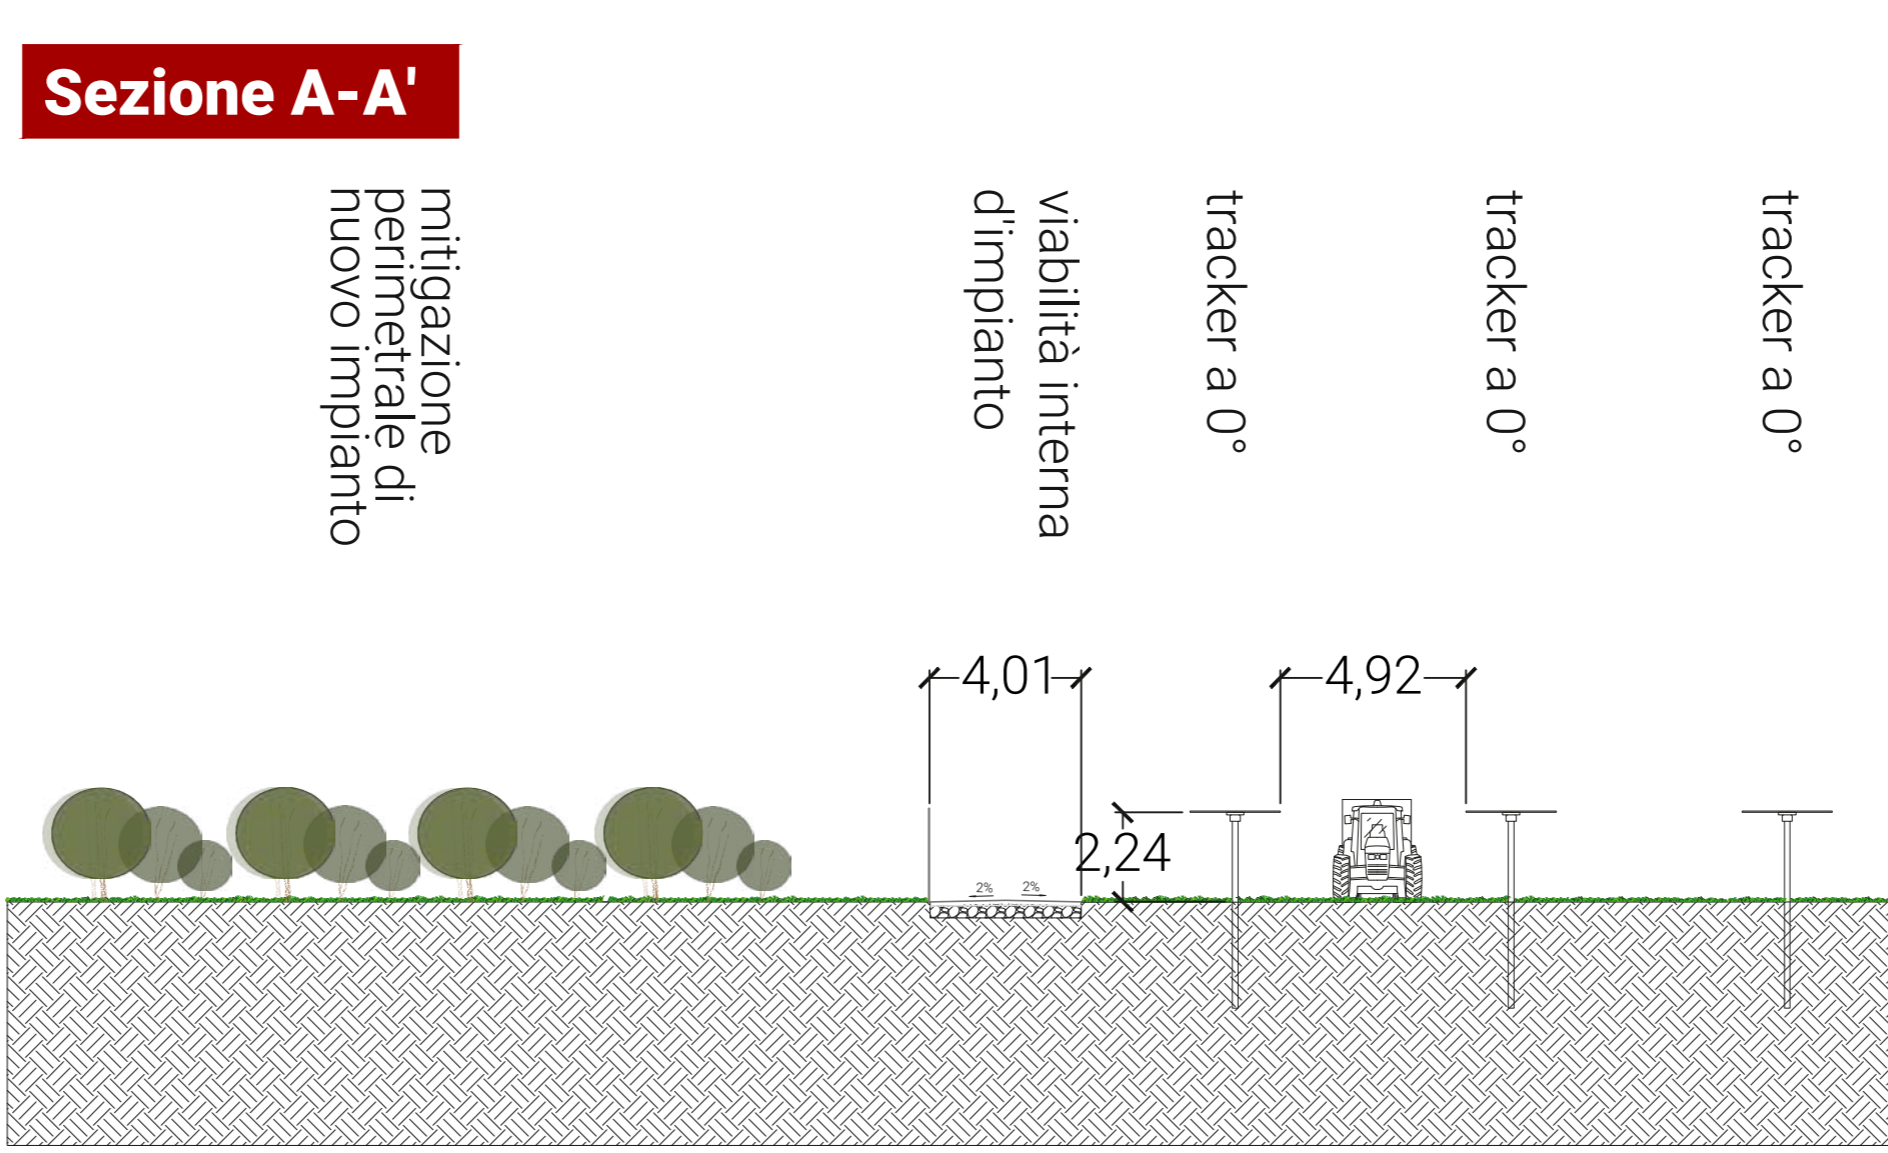 Sezione A-A'
mitigazione
perimetrale di
nuovo impianto
viabilità interna
d'impianto
tracker a 0°
tracker a 0°
tracker a 0°
4,01
4,92
2,24
2%
2%